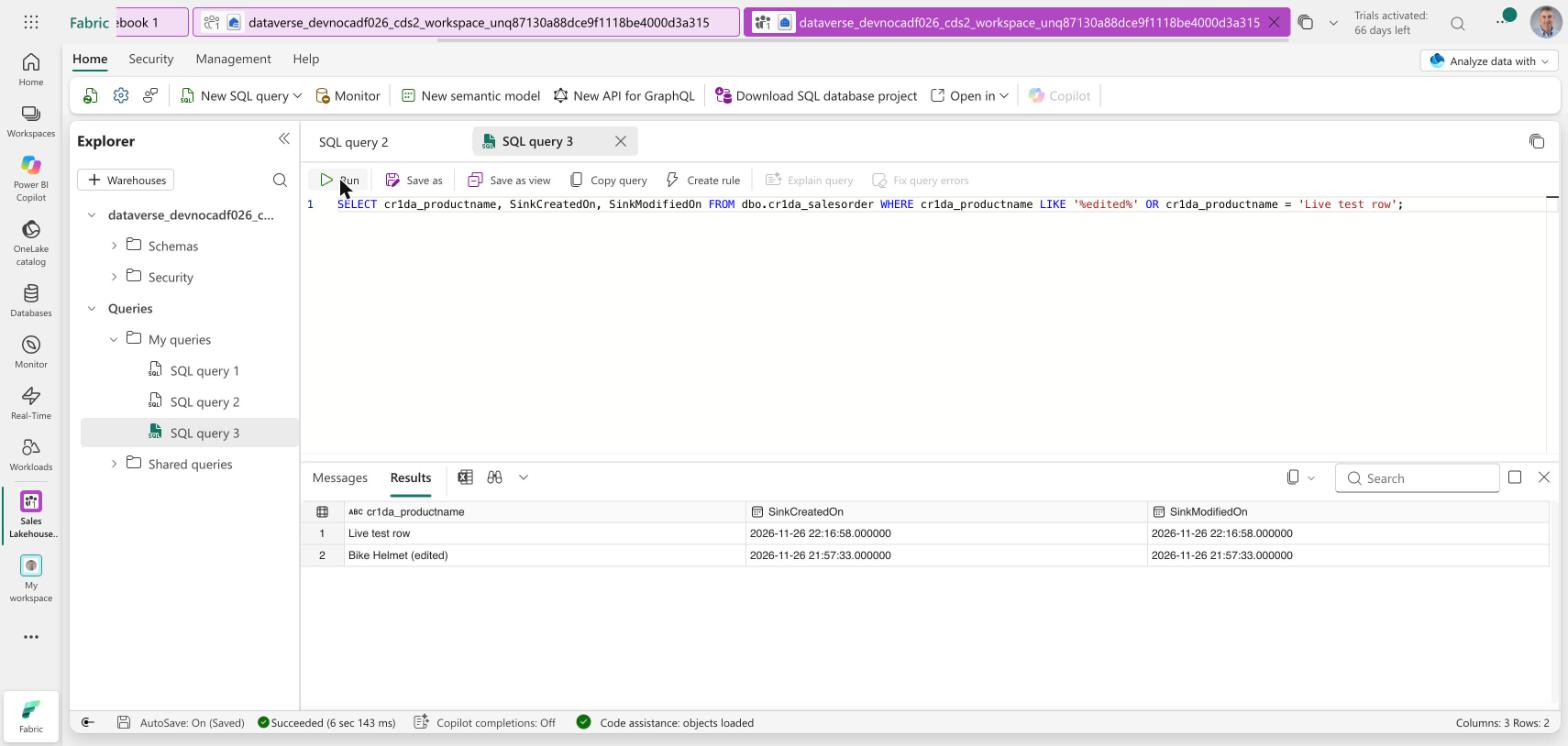 Fabric
ebook 1
dataverse_devnocadf026_cds2_workspace_unq87130a88dce9f1118be4000d3a315
dataverse_devnocadf026_cds2_workspace_unq87130a88dce9f1118be4000d3a315
Trials activated:
66 days left
Home
Security
Management
Help
Analyze data with
New SQL query
Monitor
New semantic model
New API for GraphQL
Download SQL database project
Open in
Copilot
Home
Workspaces
Power BI
Copilot
OneLake
catalog
Databases
Monitor
Real-Time
Workloads
Sales
Lakehouse..
My
workspace
Fabric
Explorer
Warehouses
dataverse_devnocadf026_c...
Schemas
Security
Queries
My queries
SQL query 1
SQL query 2
SQL query 3
Shared queries
SQL query 2
SQL query 3
Run
Save as
Save as view
Copy query
Create rule
Explain query
Fix query errors
1 SELECT cr1da_productname, SinkCreatedOn, SinkModifiedOn FROM dbo.cr1da_salesorder WHERE cr1da_productname LIKE '%edited%' OR cr1da_productname = 'Live test row';
Messages
Results
Search
ABC cr1da_productname SinkCreatedOn SinkModifiedOn
1 Live test row 2026-11-26 22:16:58.000000 2026-11-26 22:16:58.000000
2 Bike Helmet (edited) 2026-11-26 21:57:33.000000 2026-11-26 21:57:33.000000
AutoSave: On (Saved)
Succeeded (6 sec 143 ms)
Copilot completions: Off
Code assistance: objects loaded
Columns: 3 Rows: 2